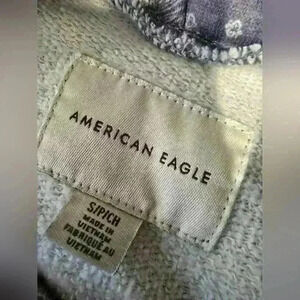 AMERICAN EAGLE
S/P/CH
MADE IN
VIETNAM
FABRIQUÉ AU
VIETNAM